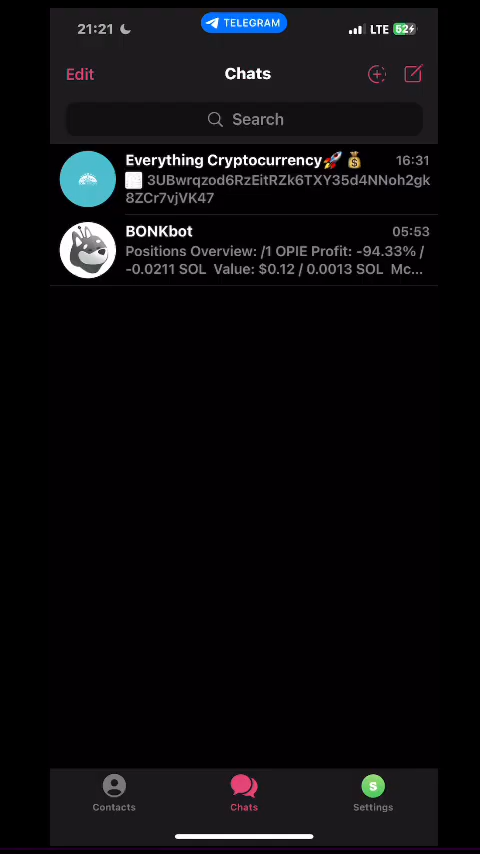 21:21
TELEGRAM
LTE
52
Edit
Chats
Search
Everything Cryptocurrency🚀💰
16:31
3UBwrqzod6RzEitRZk6TXY35d4NNoh2gk
8ZCr7vjVK47
BONKbot
05:53
Positions Overview: /1 OPIE Profit: -94.33% /
-0.0211 SOL Value: $0.12 / 0.0013 SOL Mc...
Contacts
Chats
S
Settings